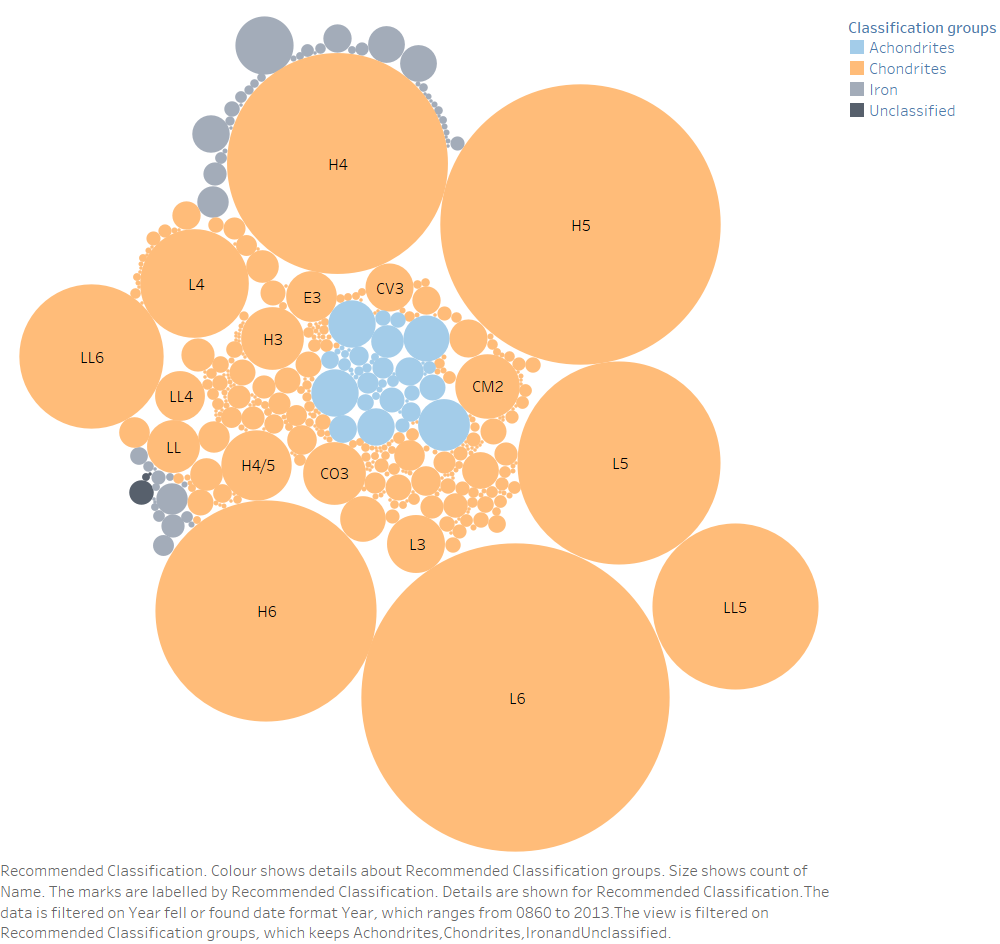 Classification groups
Achondrites
Chondrites
Iron
Unclassified
H4
H5
L4
E3
CV3
H3
LL6
CM2
LL4
LL
H4/5
CO3
L5
L3
H6
LL5
L6
Recommended Classification. Colour shows details about Recommended Classification groups. Size shows count of
Name. The marks are labelled by Recommended Classification. Details are shown for Recommended Classification.The
data is filtered on Year fell or found date format Year, which ranges from 0860 to 2013.The view is filtered on
Recommended Classification groups, which keeps Achondrites,Chondrites,IronandUnclassified.